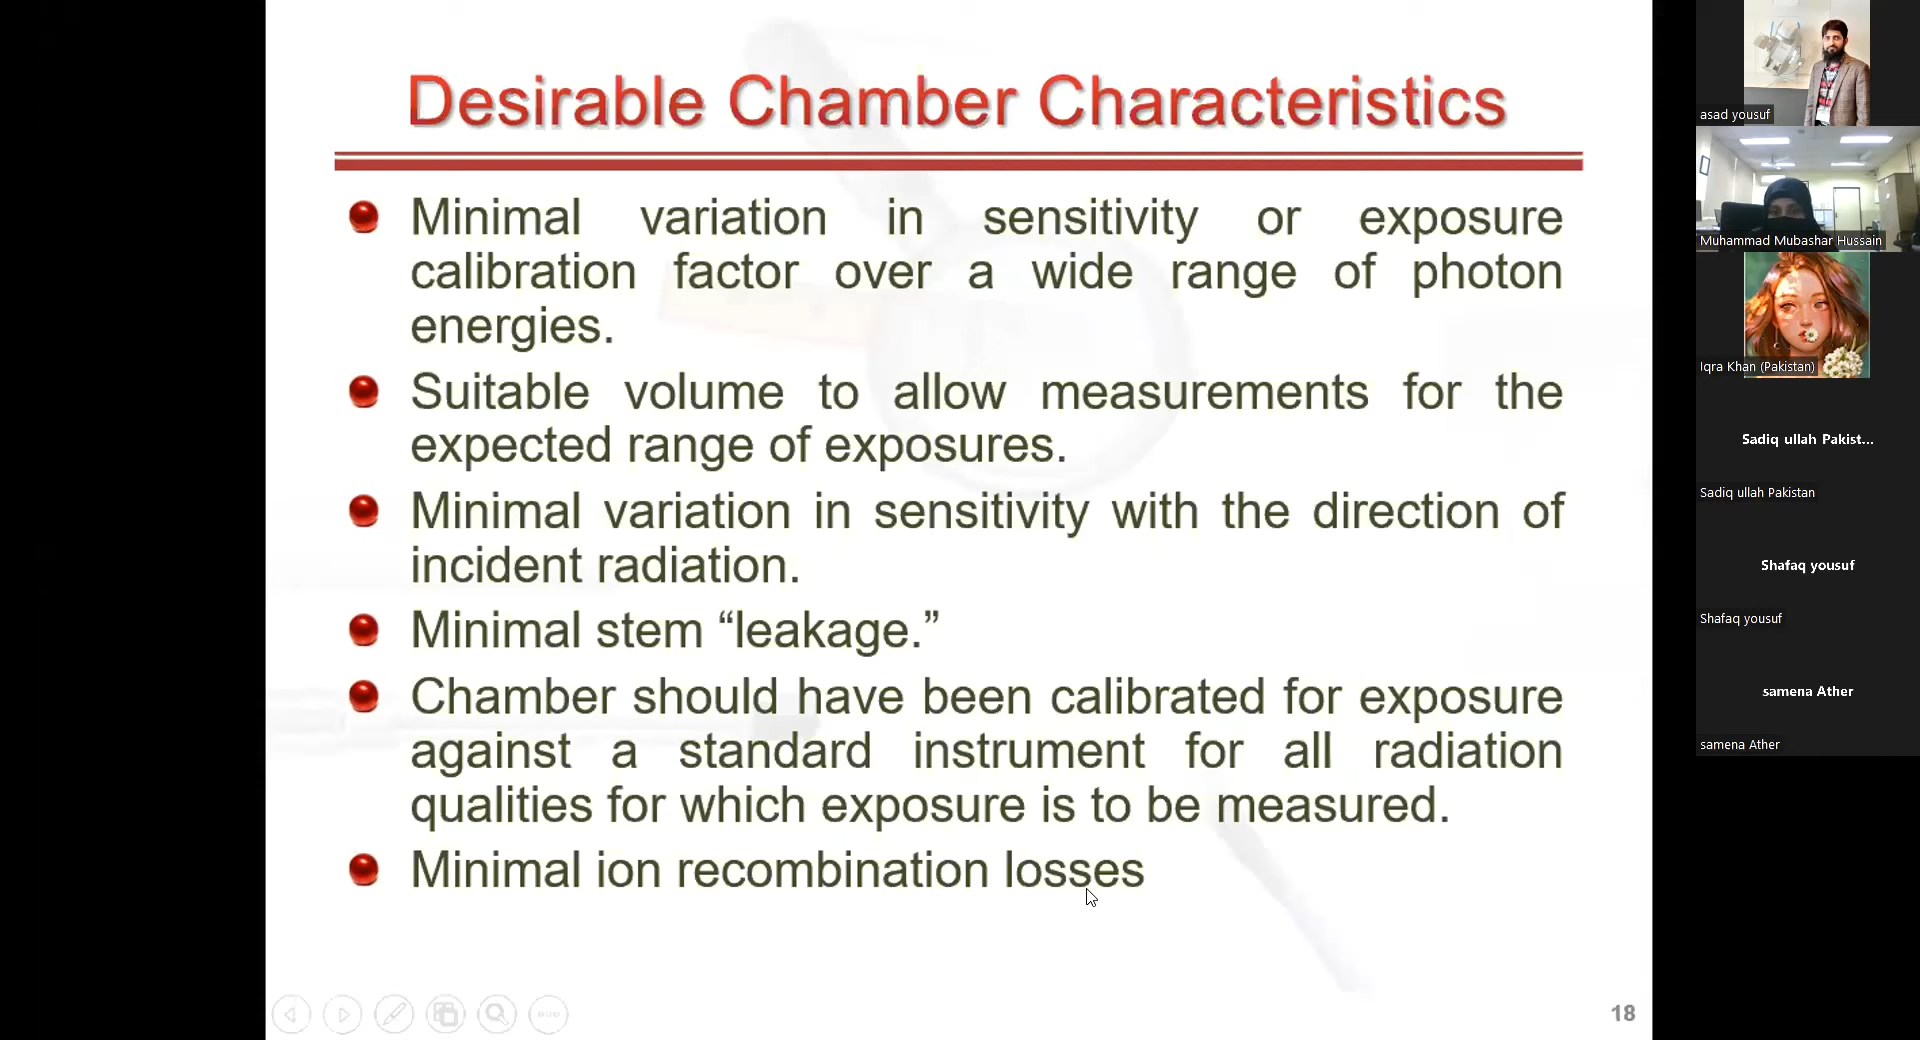 Desirable Chamber Characteristics
Minimal variation in sensitivity or exposure
calibration factor over a wide range of photon
energies.
Suitable volume to allow measurements for the
expected range of exposures.
Minimal variation in sensitivity with the direction of
incident radiation.
Minimal stem “leakage.”
Chamber should have been calibrated for exposure
against a standard instrument for all radiation
qualities for which exposure is to be measured.
Minimal ion recombination losses
18
asad yousuf
Muhammad Mubashar Hussain
Iqra Khan (Pakistan)
Sadiq ullah Pakist...
Sadiq ullah Pakistan
Shafaq yousuf
Shafaq yousuf
samena Ather
samena Ather